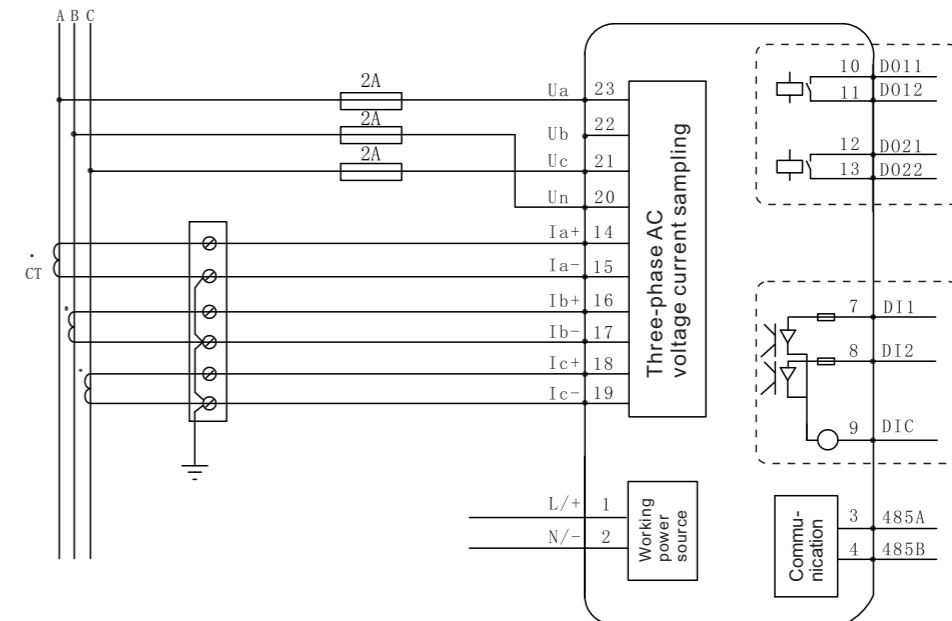 A B C
2A
2A
2A
Ua 23
Ub 22
Uc 21
Un 20
Ia+ 14
Ia- 15
Ib+ 16
Ib- 17
Ic+ 18
Ic- 19
CT
Three-phase AC
voltage current sampling
L/+ 1
N/- 2
Working
power
source
10 DO11
11 DO12
12 DO21
13 DO22
7 DI1
8 DI2
9 DIC
Commu-
nication
3 485A
4 485B